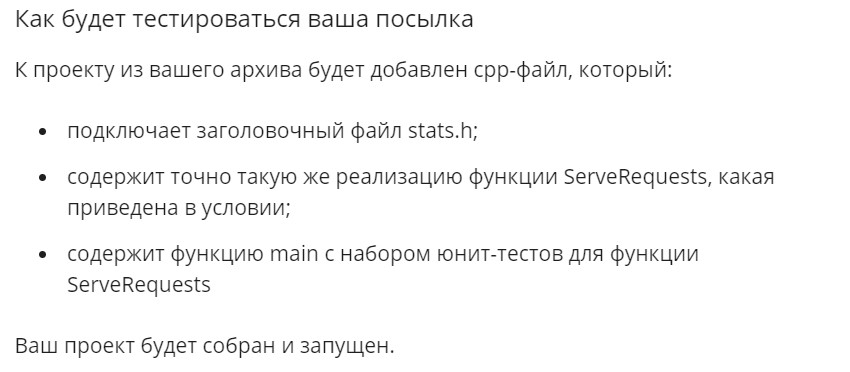 Как будет тестироваться ваша посылка
К проекту из вашего архива будет добавлен cpp-файл, который:
• подключает заголовочный файл stats.h;
• содержит точно такую же реализацию функции ServeRequests, какая
приведена в условии;
• содержит функцию main с набором юнит-тестов для функции
ServeRequests
Ваш проект будет собран и запущен.